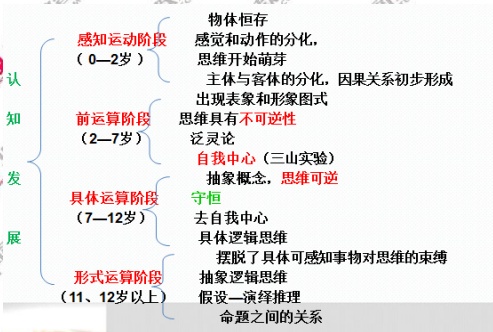 认知发展
感知运动阶段
（ 0—2岁 ）
物体恒存
感觉和动作的分化，
思维开始萌芽
主体与客体的分化，因果关系初步形成
前运算阶段
（2—7岁）
出现表象和形象图式
思维具有不可逆性
泛灵论
自我中心（三山实验）
具体运算阶段
（7—12岁）
抽象概念，思维可逆
守恒
去自我中心
具体逻辑思维
形式运算阶段
（11、12岁以上）
摆脱了具体可感知事物对思维的束缚
抽象逻辑思维
假设—演绎推理
命题之间的关系